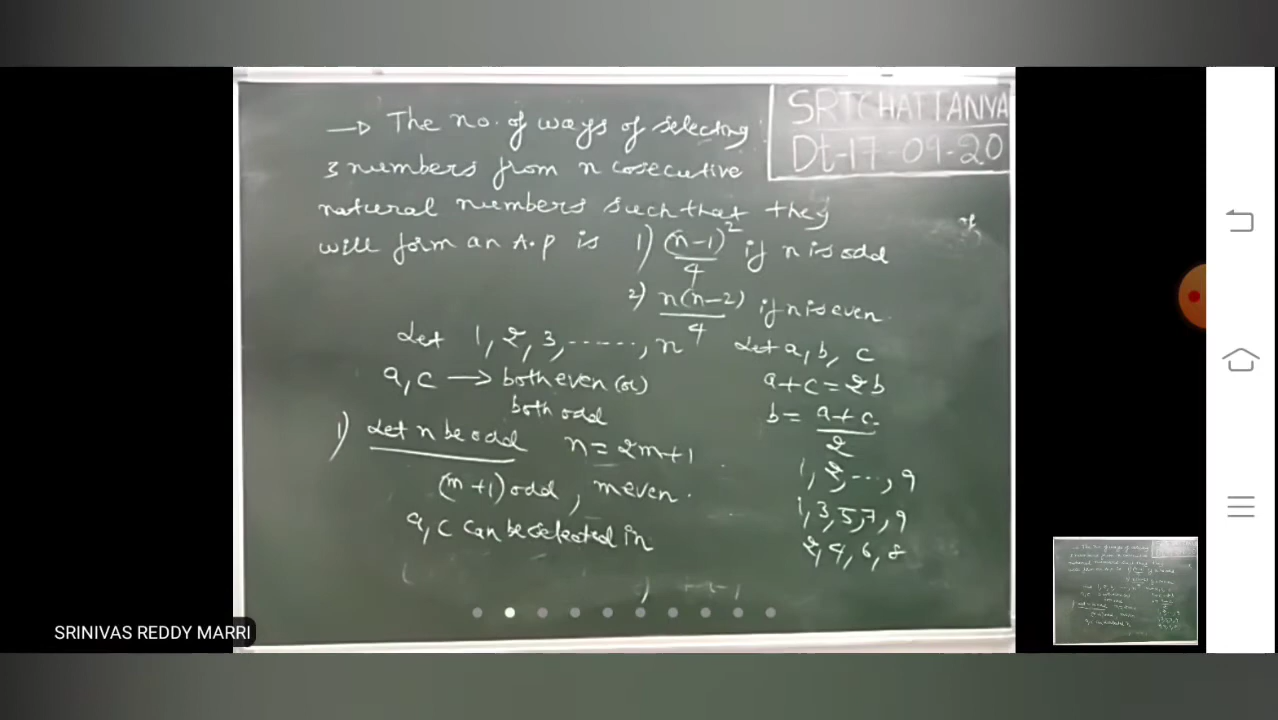 → The no. of ways of selecting
3 numbers from n cosecutive
natural numbers such that they
will form an A.P is 1) (n-1)²/4 if n is odd
2) n(n-2)/4 if n is even.
Let 1, 2, 3, ......, n
a, c → both even (or)
both odd
1) Let n be odd n = 2m+1
(m+1) odd, m even.
a, c can be selected in
Let a, b, c
a+c = 2b
b = a+c/2
1, 2, ..., 9
1, 3, 5, 7, 9
2, 4, 6, 8
SRI CHAITANYA
Dt-17-09-20
SRINIVAS REDDY MARRI